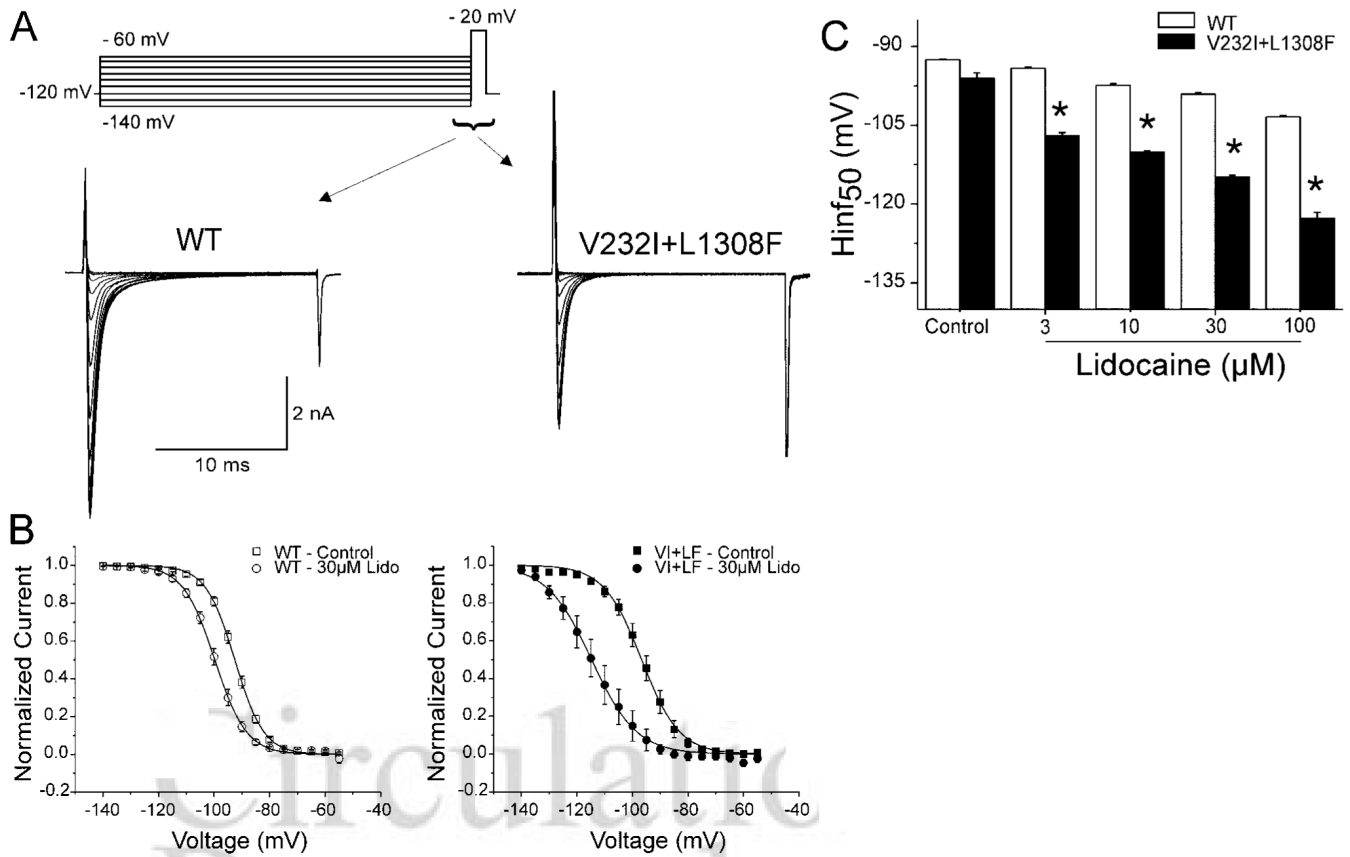 A
- 60 mV
-120 mV
-140 mV
- 20 mV
WT
V232I+L1308F
2 nA
10 ms
B
Normalized Current
1.0
0.8
0.6
0.4
0.2
0.0
-0.2
WT - Control
WT - 30µM Lido
-140 -120 -100 -80 -60 -40
Voltage (mV)
Normalized Current
1.0
0.8
0.6
0.4
0.2
0.0
-0.2
VI+LF - Control
VI+LF - 30µM Lido
-140 -120 -100 -80 -60 -40
Voltage (mV)
C
WT
V232I+L1308F
Hinf50 (mV)
-90
-105
-120
-135
* * * *
Control 3 10 30 100
Lidocaine (µM)
Circulatio